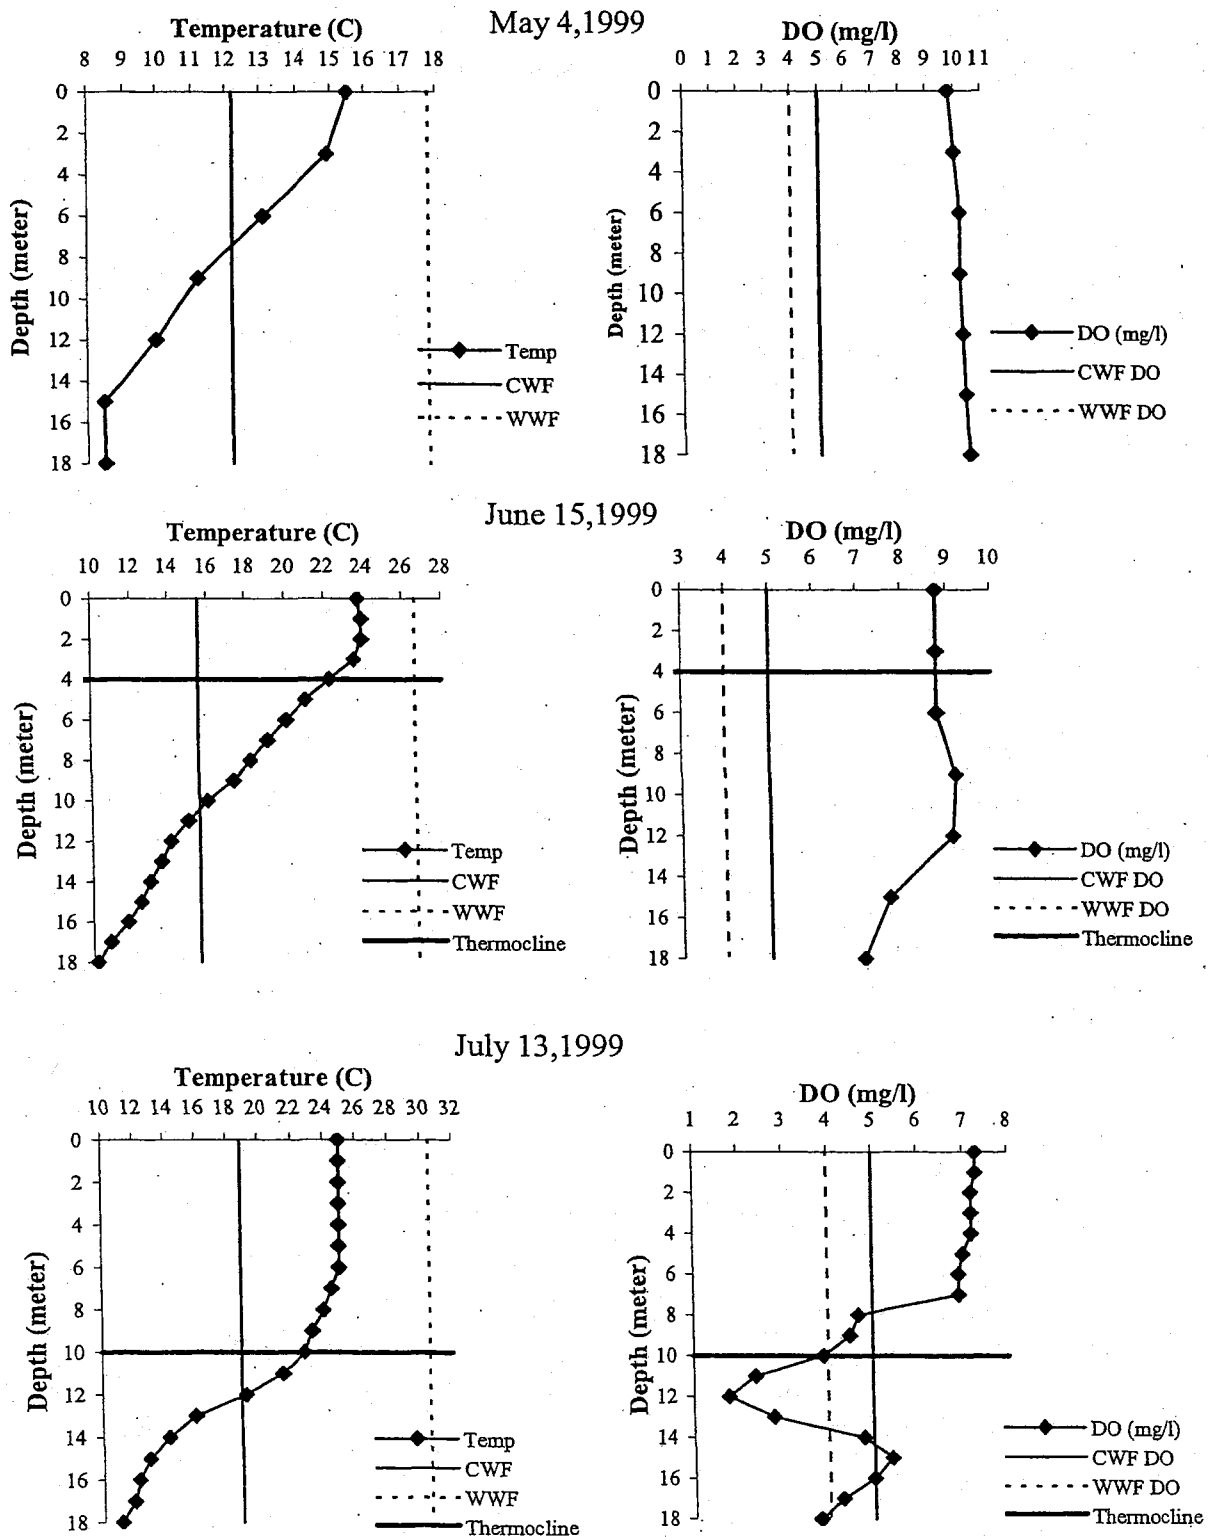 May 4,1999
Temperature (C)
8 9 10 12 12 13 15 16 17 18
0
2
4
6
8
10
12
14
16
18
Depth (meter)
Temp
CWF
WWF
DO (mg/l)
0 1 2 3 4 5 6 7 8 9 10 11
0
2
4
6
8
10
12
14
16
18
Depth (meter)
DO (mg/l)
CWF DO
WWF DO
June 15,1999
Temperature (C)
10 12 14 16 18 20 22 24 26 28
0
2
4
6
8
10
12
14
16
18
Depth (meter)
Temp
CWF
WWF
Thermocline
DO (mg/l)
3 4 5 6 7 8 9 10
0
2
4
6
8
10
12
14
16
18
Depth (meter)
DO (mg/l)
CWF DO
WWF DO
Thermocline
July 13,1999
Temperature (C)
10 12 14 16 18 20 22 24 26 28 30 32
0
2
4
6
8
10
12
14
16
18
Depth (meter)
Temp
CWF
WWF
Thermocline
DO (mg/l)
1 2 3 4 5 6 7 8
0
2
4
6
8
10
12
14
16
18
Depth (meter)
DO (mg/l)
CWF DO
WWF DO
Thermocline